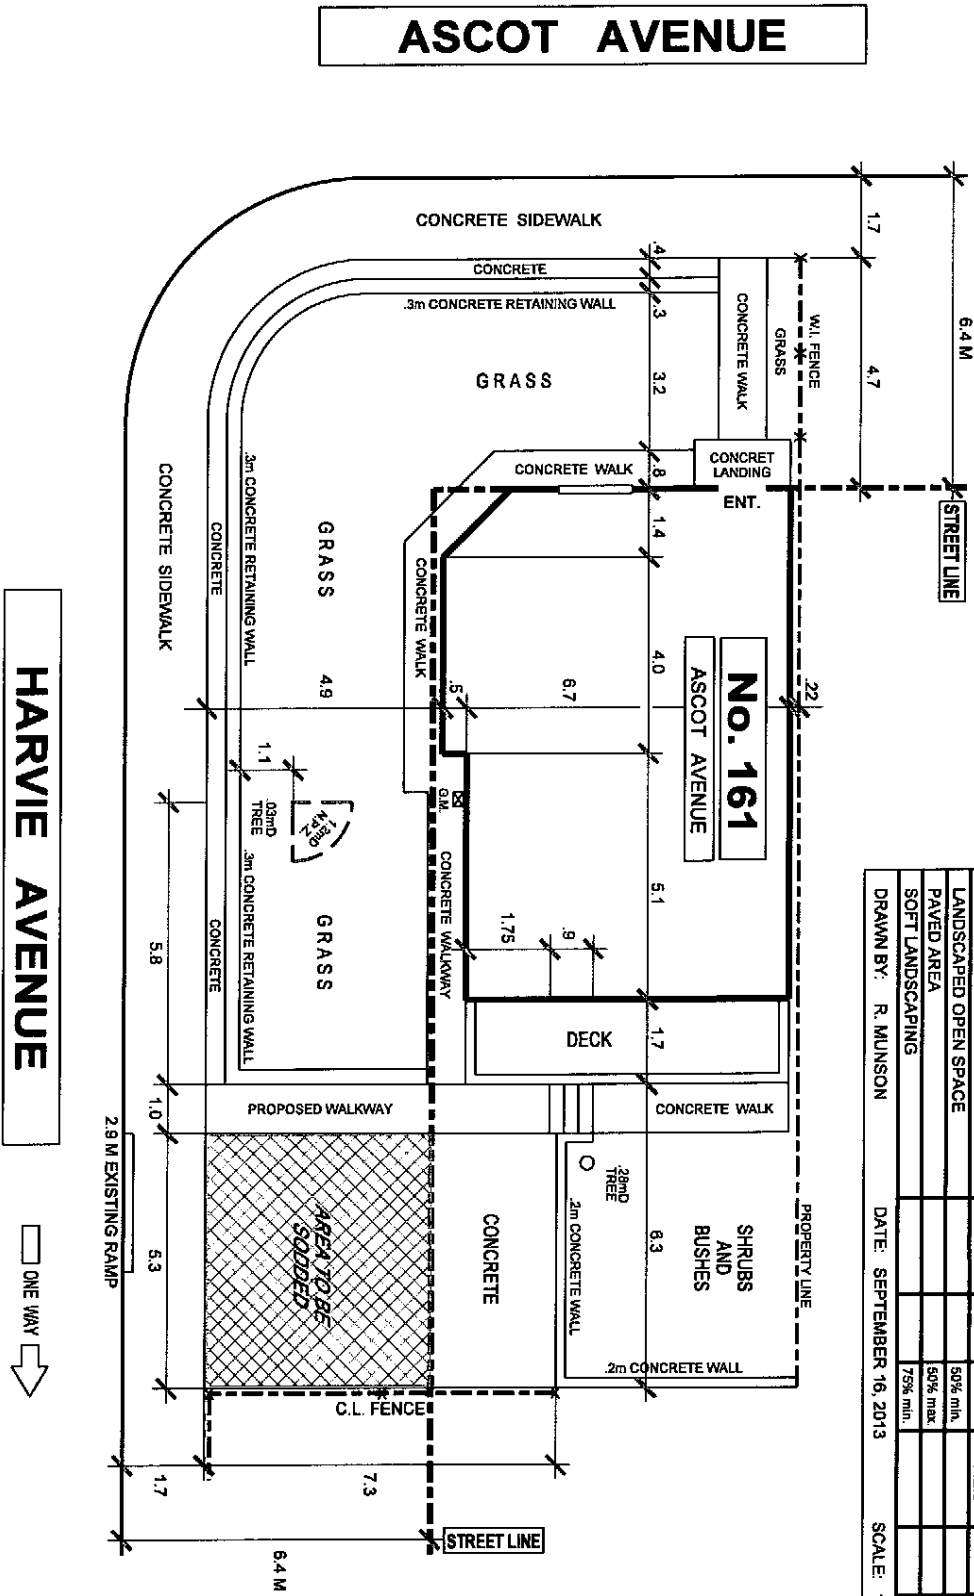 ASCOT AVENUE
6.4 M
1.7
4.7
STREET LINE
CONCRETE SIDEWALK
.4
CONCRETE
.3m CONCRETE RETAINING WALL
.3
W.I. FENCE
GRASS
CONCRETE WALK
GRASS
3.2
CONCRET
LANDING
.8
CONCRETE WALK
ENT.
1.4
CONCRETE SIDEWALK
CONCRETE
.3m CONCRETE RETAINING WALL
GRASS
CONCRETE WALK
4.0
No. 161
ASCOT AVENUE
.22
4.9
.5
6.7
HARVIE AVENUE
1.1
.03mD
TREE
1.2mD
N.P.Z.
G.M.
5.8
CONCRETE
.3m CONCRETE RETAINING WALL
GRASS
CONCRETE WALKWAY
1.75
.9
5.1
DECK
1.7
1.0
PROPOSED WALKWAY
CONCRETE WALK
2.9 M EXISTING RAMP
5.3
AREA TO BE
SODDED
CONCRETE
.28mD
TREE
.2m CONCRETE WALL
6.3
SHRUBS
AND
BUSHES
PROPERTY LINE
.2m CONCRETE WALL
C.L. FENCE
1.7
7.3
STREET LINE
6.4 M
ONE WAY
LANDSCAPED OPEN SPACE 50% min.
PAVED AREA 50% max.
SOFT LANDSCAPING 75% min.
DRAWN BY: R. MUNSON DATE: SEPTEMBER 16, 2013 SCALE: